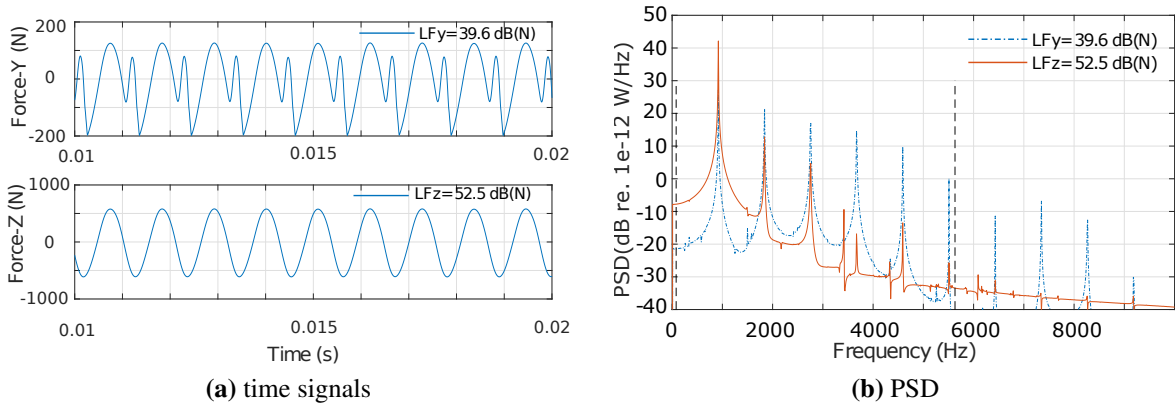 200
100
0
-200
Force-Y (N)
LFy=39.6 dB(N)
0.01
0.015
0.02
1000
0
-1000
Force-Z (N)
LFz=52.5 dB(N)
0.01
0.015
0.02
Time (s)
(a) time signals
50
40
30
20
10
0
-10
-20
-30
-40
PSD(dB re. 1e-12 W/Hz)
LFy=39.6 dB(N)
LFz=52.5 dB(N)
0
2000
4000
6000
8000
Frequency (Hz)
(b) PSD